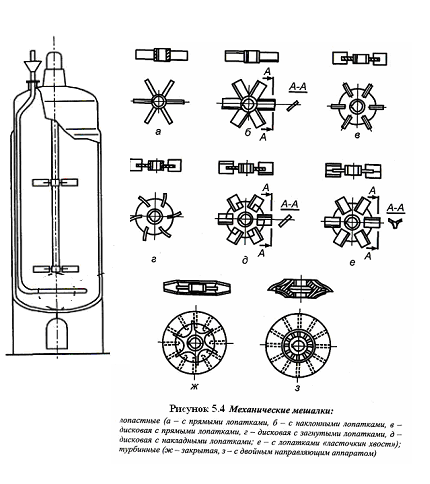 А
А-А
А
а
б
в
А
А-А
А
А-А
А
А
г
д
е
ж
з
Рисунок 5.4 Механические мешалки:
лопастные (а – с прямыми лопатками, б – с наклонными лопатками, в –
дисковая с прямыми лопатками, г – дисковая с загнутыми лопатками, д –
дисковая с накладными лопатками; е – с лопатками «ласточкин хвост»);
турбинные (ж – закрытая, з – с двойным направляющим аппаратом)